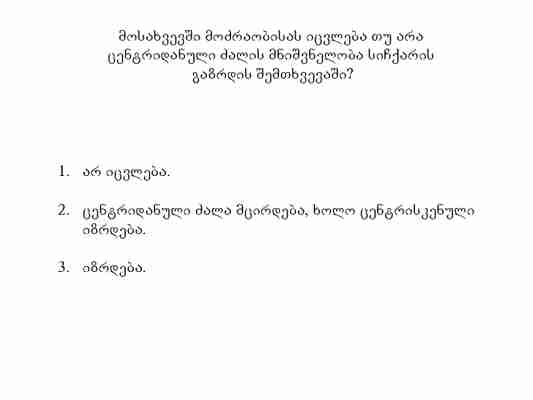 მოსახვევში მოძრაობისას იცვლება თუ არა
ცენტრიდანული ძალის მნიშვნელობა სიჩქარის
გაზრდის შემთხვევაში?
1. არ იცვლება.
2. ცენტრიდანული ძალა მცირდება, ხოლო ცენტრისკენული
იზრდება.
3. იზრდება.